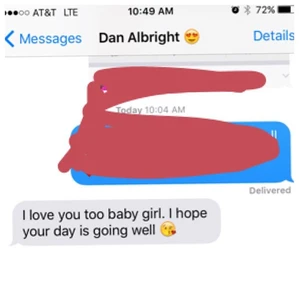 AT&T LTE 10:49 AM 72%
Messages Dan Albright 😍 Details
Today 10:04 AM
Delivered
I love you too baby girl. I hope
your day is going well 😘